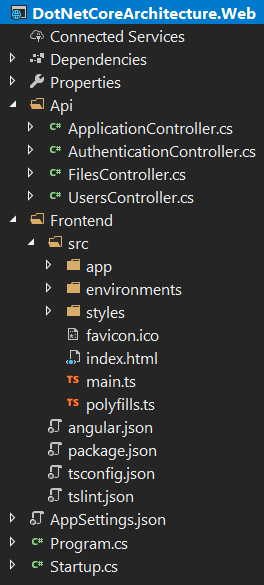 DotNetCoreArchitecture.Web
Connected Services
Dependencies
Properties
Api
C# ApplicationController.cs
C# AuthenticationController.cs
C# FilesController.cs
C# UsersController.cs
Frontend
src
app
environments
styles
favicon.ico
index.html
TS main.ts
TS polyfills.ts
angular.json
package.json
tsconfig.json
tslint.json
AppSettings.json
C# Program.cs
C# Startup.cs